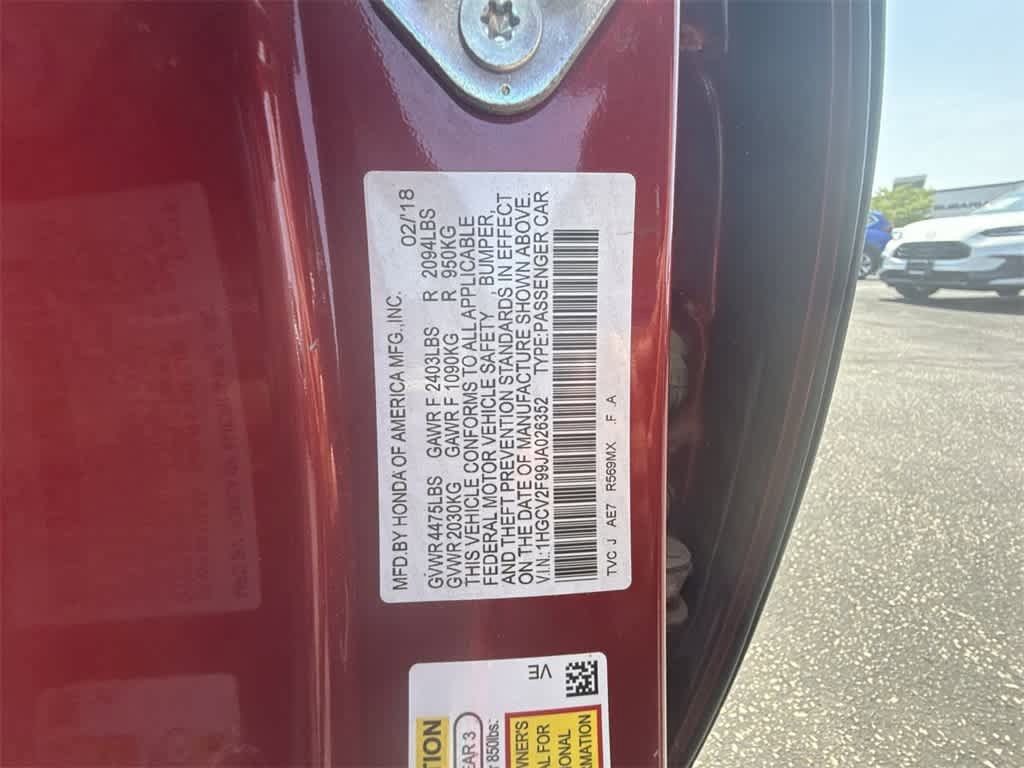 MFD.BY HONDA OF AMERICA MFG.,INC. 02/'18
GVWR 4475LBS GAWR F 2403LBS R 2094LBS
GVWR 2030KG GAWR F 1090KG R 950KG
THIS VEHICLE CONFORMS TO ALL APPLICABLE
FEDERAL MOTOR VEHICLE SAFETY , BUMPER,
AND THEFT PREVENTION STANDARDS IN EFFECT
ON THE DATE OF MANUFACTURE SHOWN ABOVE.
V.I.N.:1HGCV2F99JA026352 TYPE:PASSENGER CAR
TVC J AE7 R569MX .F A
VE
850lbs:
SUBARU